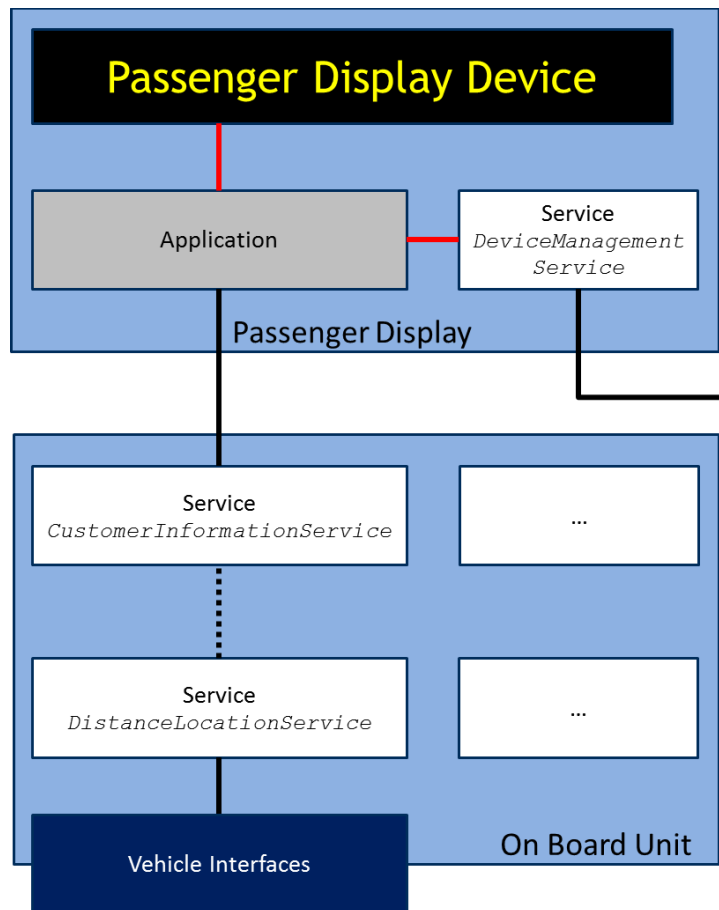 Passenger Display Device
Application
Service
DeviceManagement
Service
Passenger Display
Service
CustomerInformationService
...
Service
DistanceLocationService
...
On Board Unit
Vehicle Interfaces